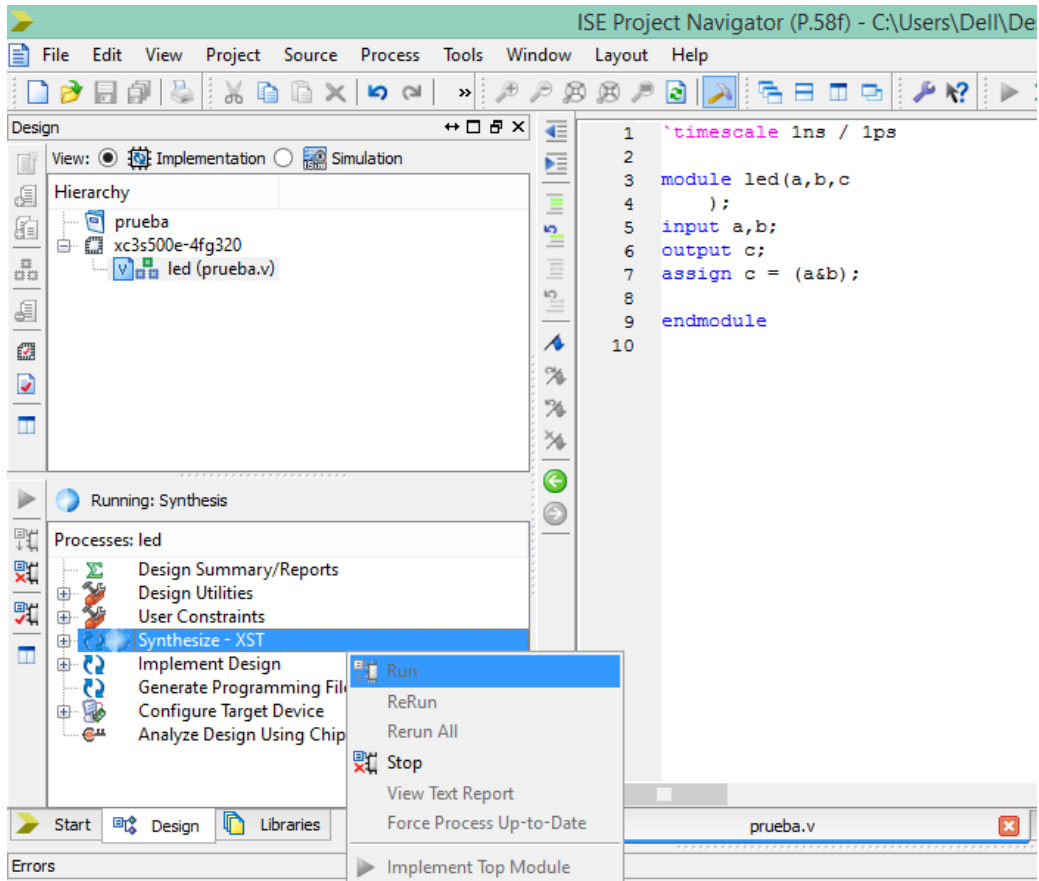 ISE Project Navigator (P.58f) - C:\Users\Dell\De
File Edit View Project Source Process Tools Window Layout Help
Design
View: Implementation Simulation
Hierarchy
prueba
xc3s500e-4fg320
led (prueba.v)
1 `timescale 1ns / 1ps
2
3 module led(a,b,c
4 );
5 input a,b;
6 output c;
7 assign c = (a&b);
8
9 endmodule
10
Running: Synthesis
Processes: led
Design Summary/Reports
Design Utilities
User Constraints
Synthesize - XST
Implement Design
Generate Programming File
Configure Target Device
Analyze Design Using Chip
Run
ReRun
Rerun All
Stop
View Text Report
Force Process Up-to-Date
Implement Top Module
Start Design Libraries
prueba.v
Errors